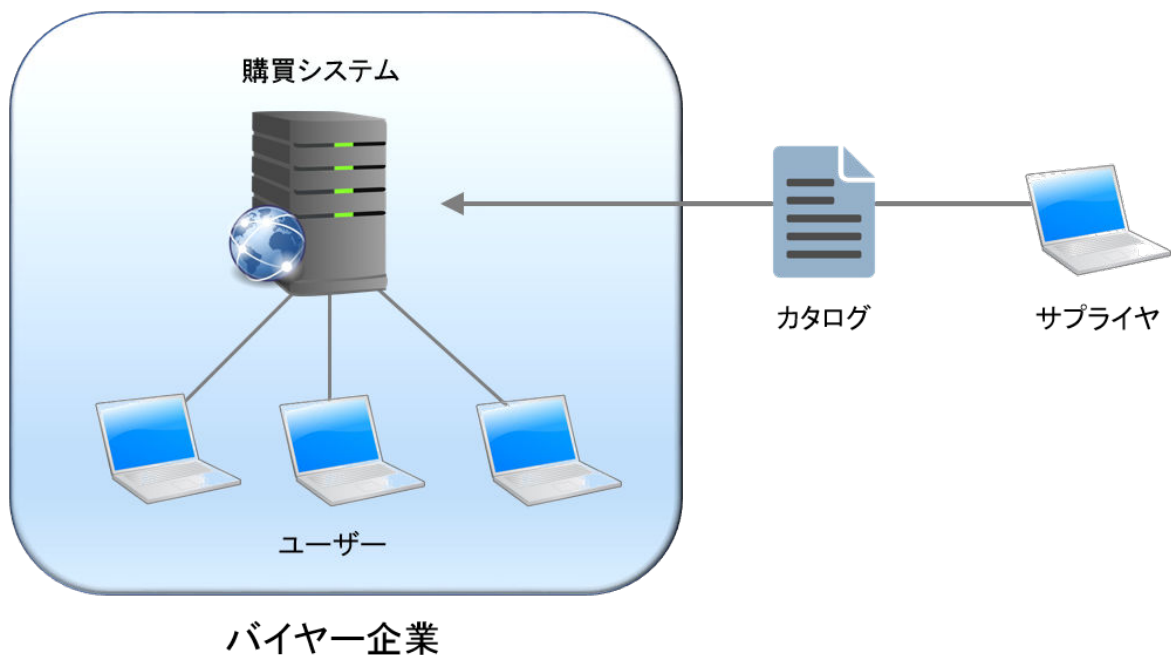 購買システム
カタログ
サプライヤ
ユーザー
バイヤー企業